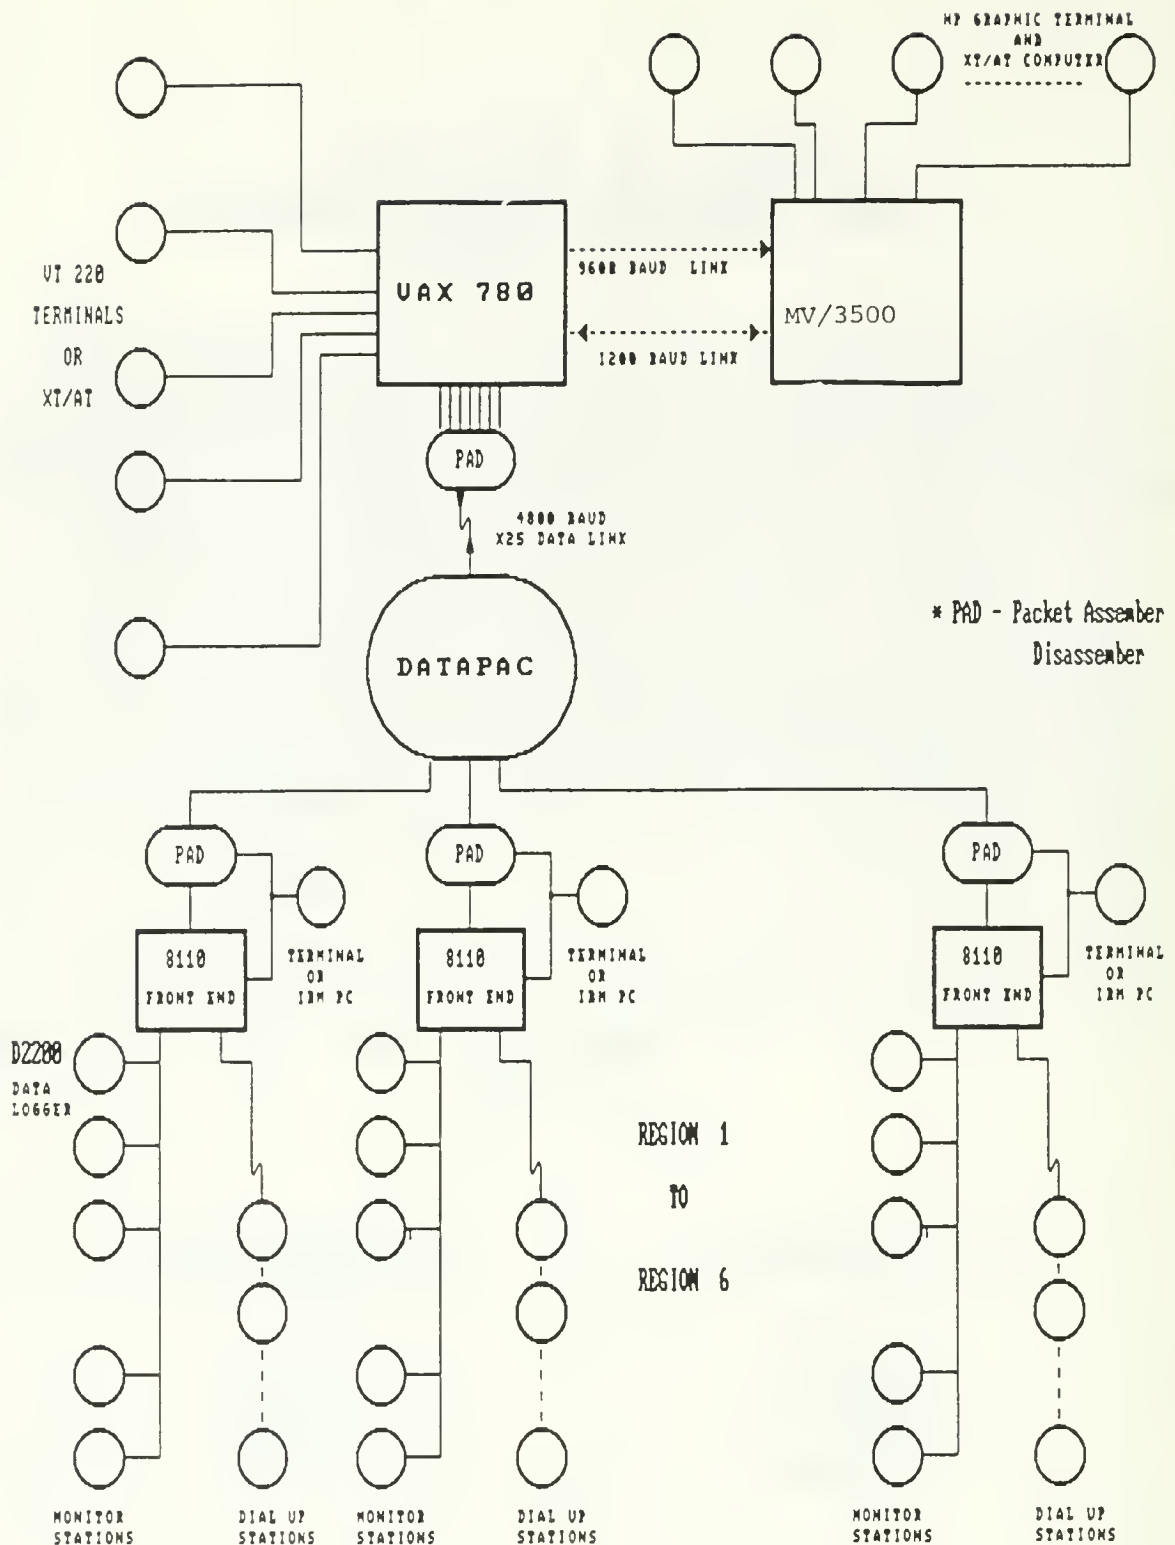 HP GRAPHIC TERMINAL
AND
XT/AT COMPUTER
VT 220
TERMINALS
OR
XT/AT
VAX 780
9600 BAUD LINK
1200 BAUD LINK
MV/3500
PAD
4800 BAUD
X25 DATA LINK
DATAPAC
* PAD - Packet Assember
Disassember
PAD
PAD
PAD
8110
FRONT END
TERMINAL
OR
IBM PC
8110
FRONT END
TERMINAL
OR
IBM PC
8110
FRONT END
TERMINAL
OR
IBM PC
D2200
DATA
LOGGER
REGION 1
TO
REGION 6
MONITOR
STATIONS
DIAL UP
STATIONS
MONITOR
STATIONS
DIAL UP
STATIONS
MONITOR
STATIONS
DIAL UP
STATIONS